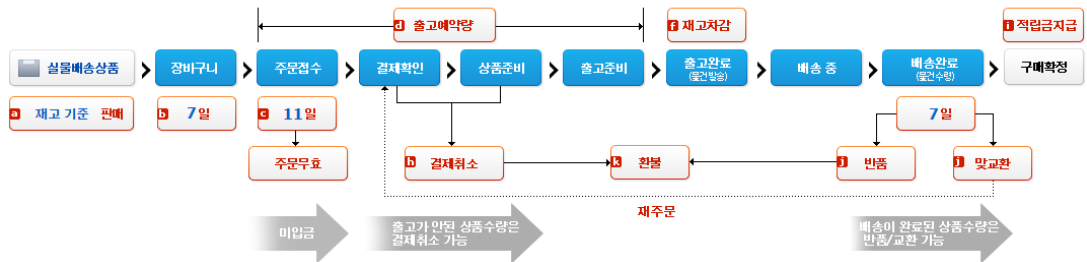 d 출고예약량
f 재고차감
i 적립금지급
실물배송상품
장바구니
주문접수
결제확인
상품준비
출고준비
출고완료
(물건발송)
배송 중
배송완료
(물건수령)
구매확정
a 재고 기준 판매
b 7일
c 11일
7일
주문무효
h 결제취소
k 환불
j 반품
j 맞교환
재주문
미입금
출고가 안된 상품수량은
결제취소 가능
배송이 완료된 상품수량은
반품/교환 가능